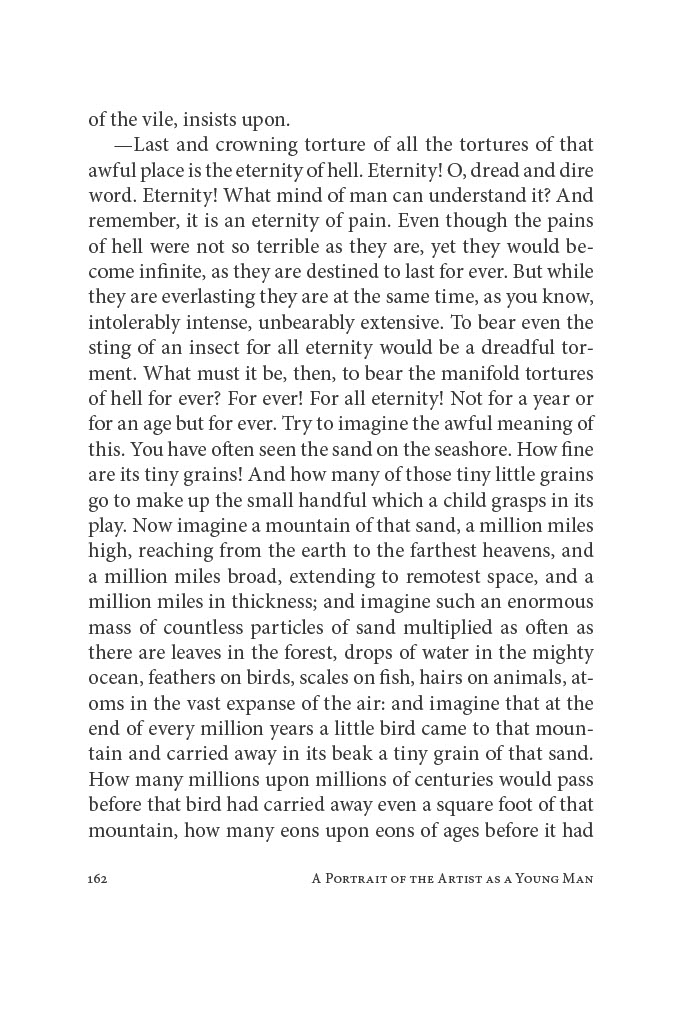 of the vile, insists upon.
—Last and crowning torture of all the tortures of that
awful place is the eternity of hell. Eternity! O, dread and dire
word. Eternity! What mind of man can understand it? And
remember, it is an eternity of pain. Even though the pains
of hell were not so terrible as they are, yet they would be-
come infinite, as they are destined to last for ever. But while
they are everlasting they are at the same time, as you know,
intolerably intense, unbearably extensive. To bear even the
sting of an insect for all eternity would be a dreadful tor-
ment. What must it be, then, to bear the manifold tortures
of hell for ever? For ever! For all eternity! Not for a year or
for an age but for ever. Try to imagine the awful meaning of
this. You have often seen the sand on the seashore. How fine
are its tiny grains! And how many of those tiny little grains
go to make up the small handful which a child grasps in its
play. Now imagine a mountain of that sand, a million miles
high, reaching from the earth to the farthest heavens, and
a million miles broad, extending to remotest space, and a
million miles in thickness; and imagine such an enormous
mass of countless particles of sand multiplied as often as
there are leaves in the forest, drops of water in the mighty
ocean, feathers on birds, scales on fish, hairs on animals, at-
oms in the vast expanse of the air: and imagine that at the
end of every million years a little bird came to that moun-
tain and carried away in its beak a tiny grain of that sand.
How many millions upon millions of centuries would pass
before that bird had carried away even a square foot of that
mountain, how many eons upon eons of ages before it had
162 A Portrait of the Artist as a Young Man